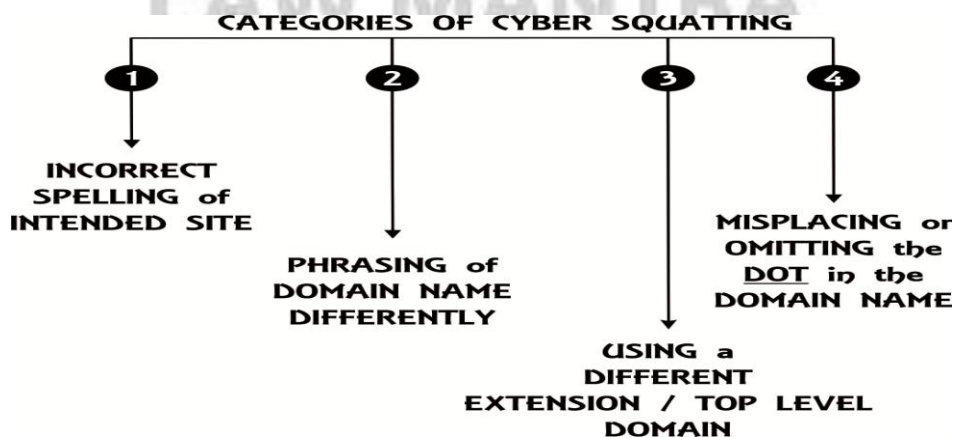 CATEGORIES OF CYBER SQUATTING
1
2
3
4
INCORRECT
SPELLING of
INTENDED SITE
PHRASING of
DOMAIN NAME
DIFFERENTLY
USING a
DIFFERENT
EXTENSION / TOP LEVEL
DOMAIN
MISPLACING or
OMITTING the
DOT in the
DOMAIN NAME